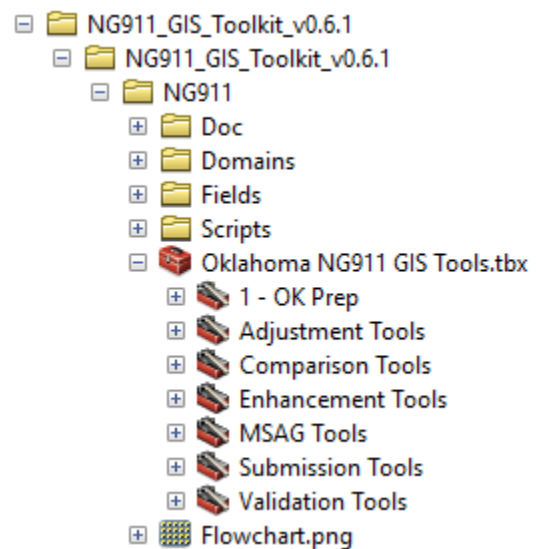 NG911_GIS_Toolkit_v0.6.1
NG911_GIS_Toolkit_v0.6.1
NG911
Doc
Domains
Fields
Scripts
Oklahoma NG911 GIS Tools.tbx
1 - OK Prep
Adjustment Tools
Comparison Tools
Enhancement Tools
MSAG Tools
Submission Tools
Validation Tools
Flowchart.png